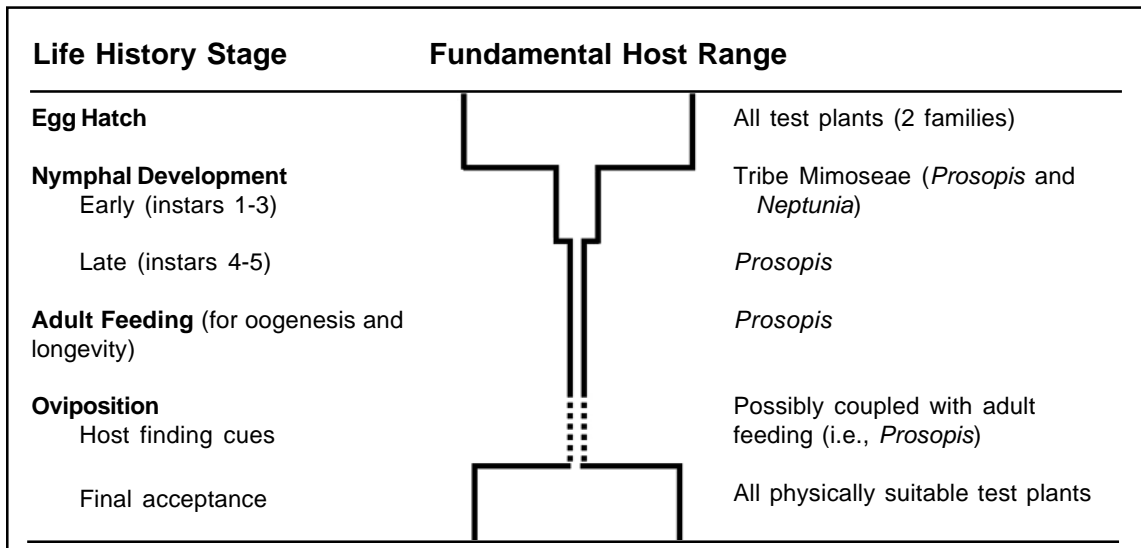 Life History Stage Fundamental Host Range
Egg Hatch All test plants (2 families)
Nymphal Development Tribe Mimoseae (Prosopis and
Early (instars 1-3) Neptunia)
Late (instars 4-5) Prosopis
Adult Feeding (for oogenesis and Prosopis
longevity)
Oviposition Possibly coupled with adult
Host finding cues feeding (i.e., Prosopis)
Final acceptance All physically suitable test plants